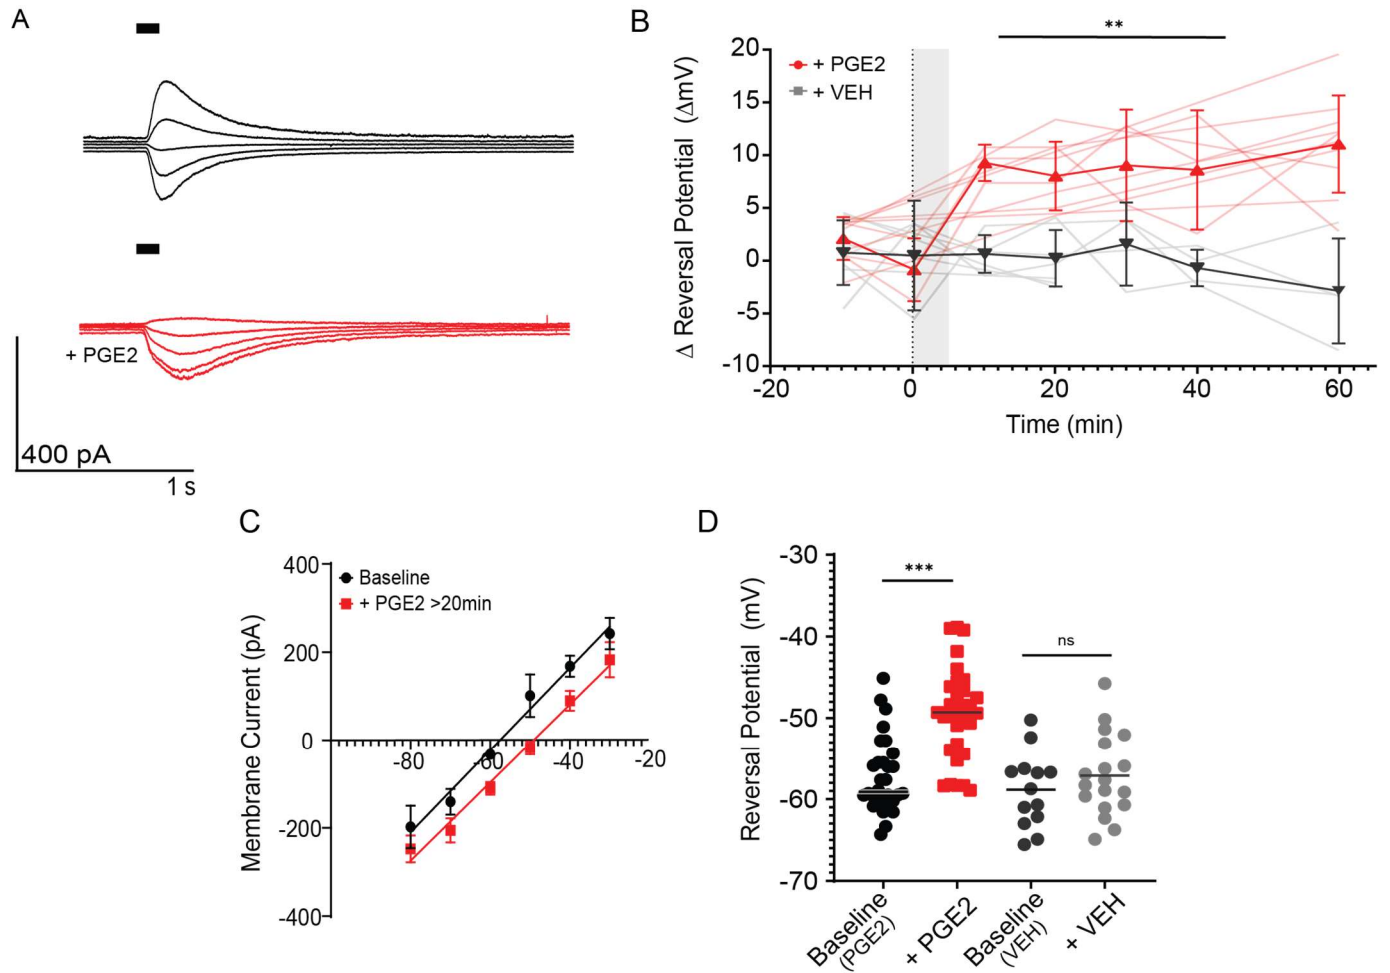 A
+ PGE2
400 pA
1 s
B
**
+ PGE2
+ VEH
Δ Reversal Potential (ΔmV)
20
15
10
5
0
-5
-10
-20
0
20
40
60
Time (min)
C
Baseline
+ PGE2 >20min
Membrane Current (pA)
400
200
0
-200
-400
-80
-60
-40
-20
D
***
ns
Reversal Potential (mV)
-30
-40
-50
-60
-70
Baseline
(PGE2)
+ PGE2
Baseline
(VEH)
+ VEH